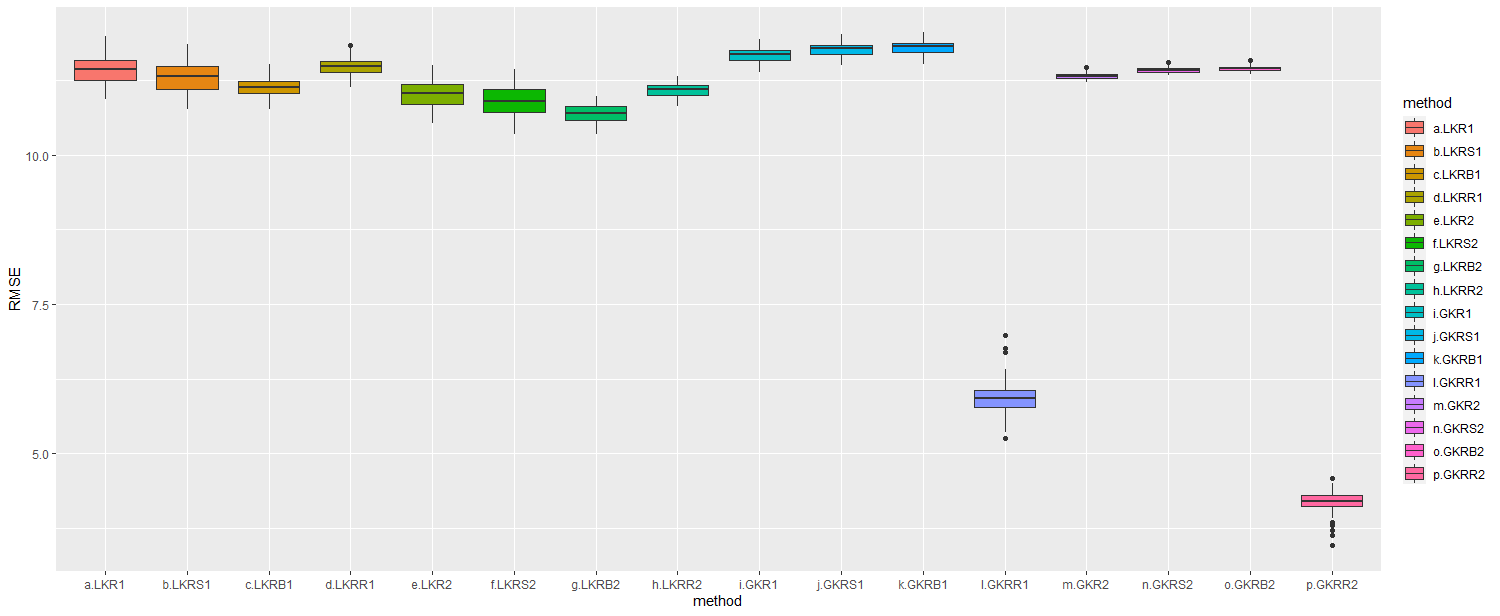 RMSE
10.0
7.5
5.0
a.LKR1 b.LKRS1 c.LKRB1 d.LKRR1 e.LKR2 f.LKRS2 g.LKRB2 h.LKRR2 i.GKR1 j.GKRS1 k.GKRB1 l.GKRR1 m.GKR2 n.GKRS2 o.GKRB2 p.GKRR2
method
method
a.LKR1
b.LKRS1
c.LKRB1
d.LKRR1
e.LKR2
f.LKRS2
g.LKRB2
h.LKRR2
i.GKR1
j.GKRS1
k.GKRB1
l.GKRR1
m.GKR2
n.GKRS2
o.GKRB2
p.GKRR2